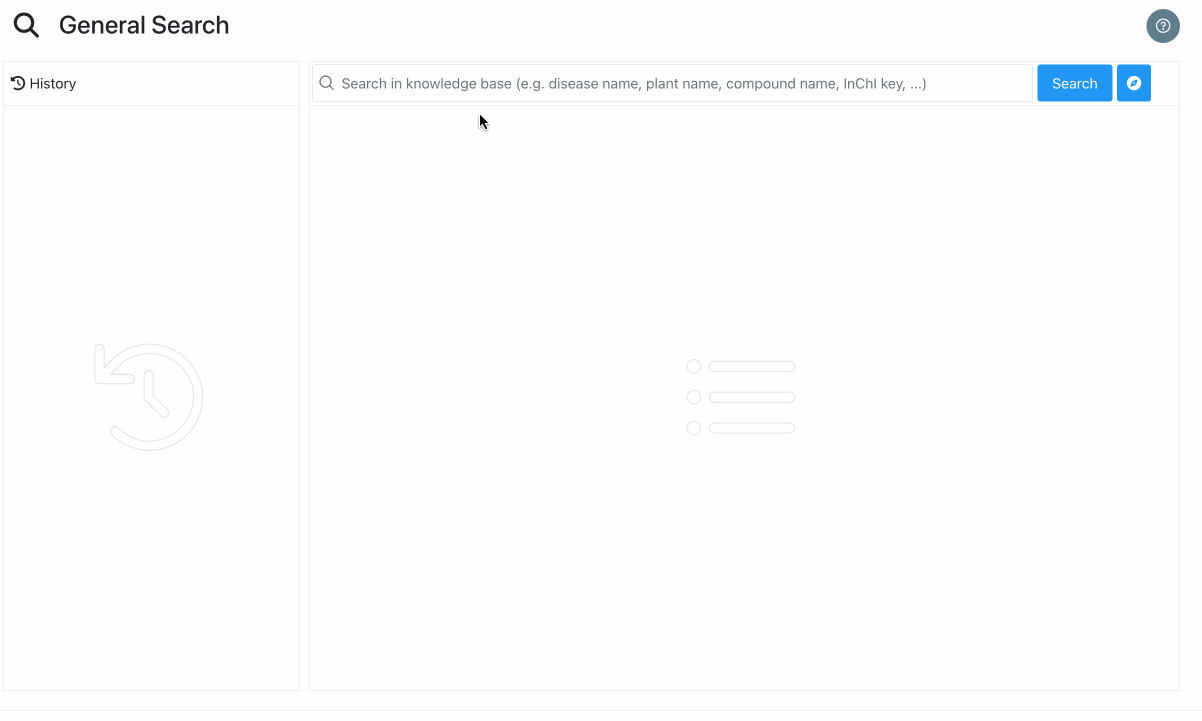 General Search
History
Search in knowledge base (e.g. disease name, plant name, compound name, InChI key, ...)
Search